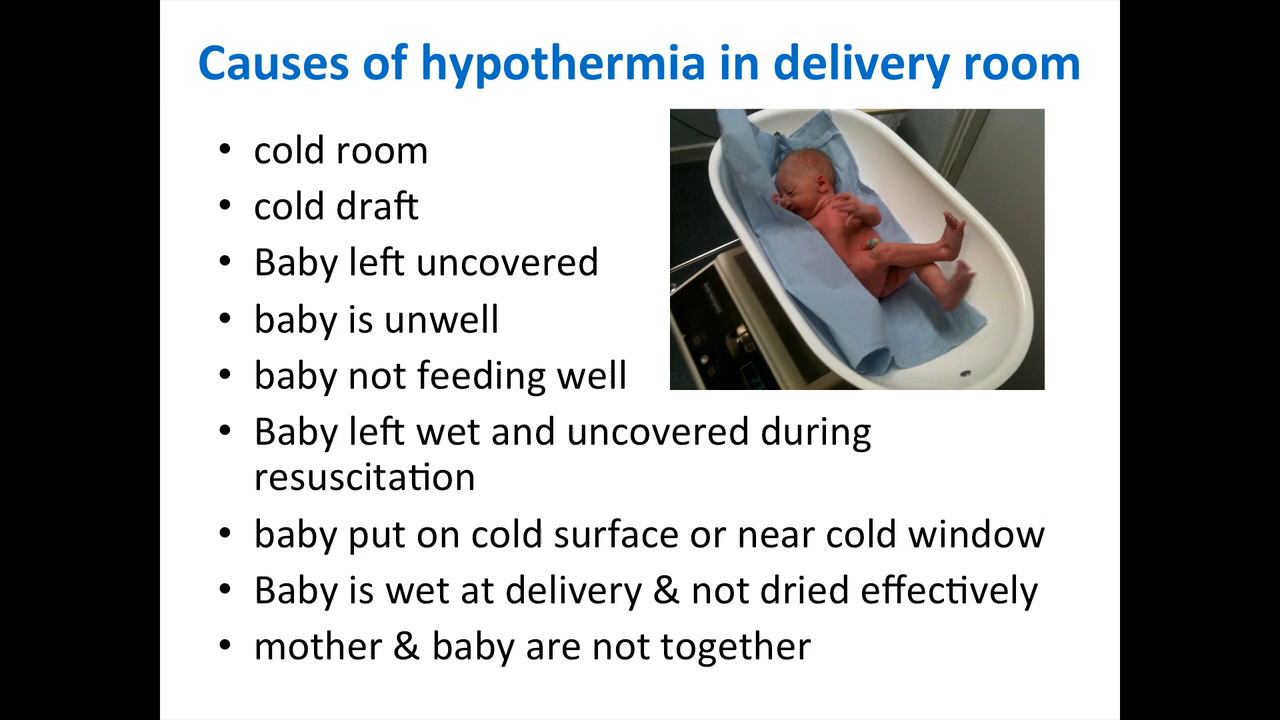 Causes of hypothermia in delivery room
• cold room
• cold draft
• Baby left uncovered
• baby is unwell
• baby not feeding well
• Baby left wet and uncovered during
resuscitation
• baby put on cold surface or near cold window
• Baby is wet at delivery & not dried effectively
• mother & baby are not together